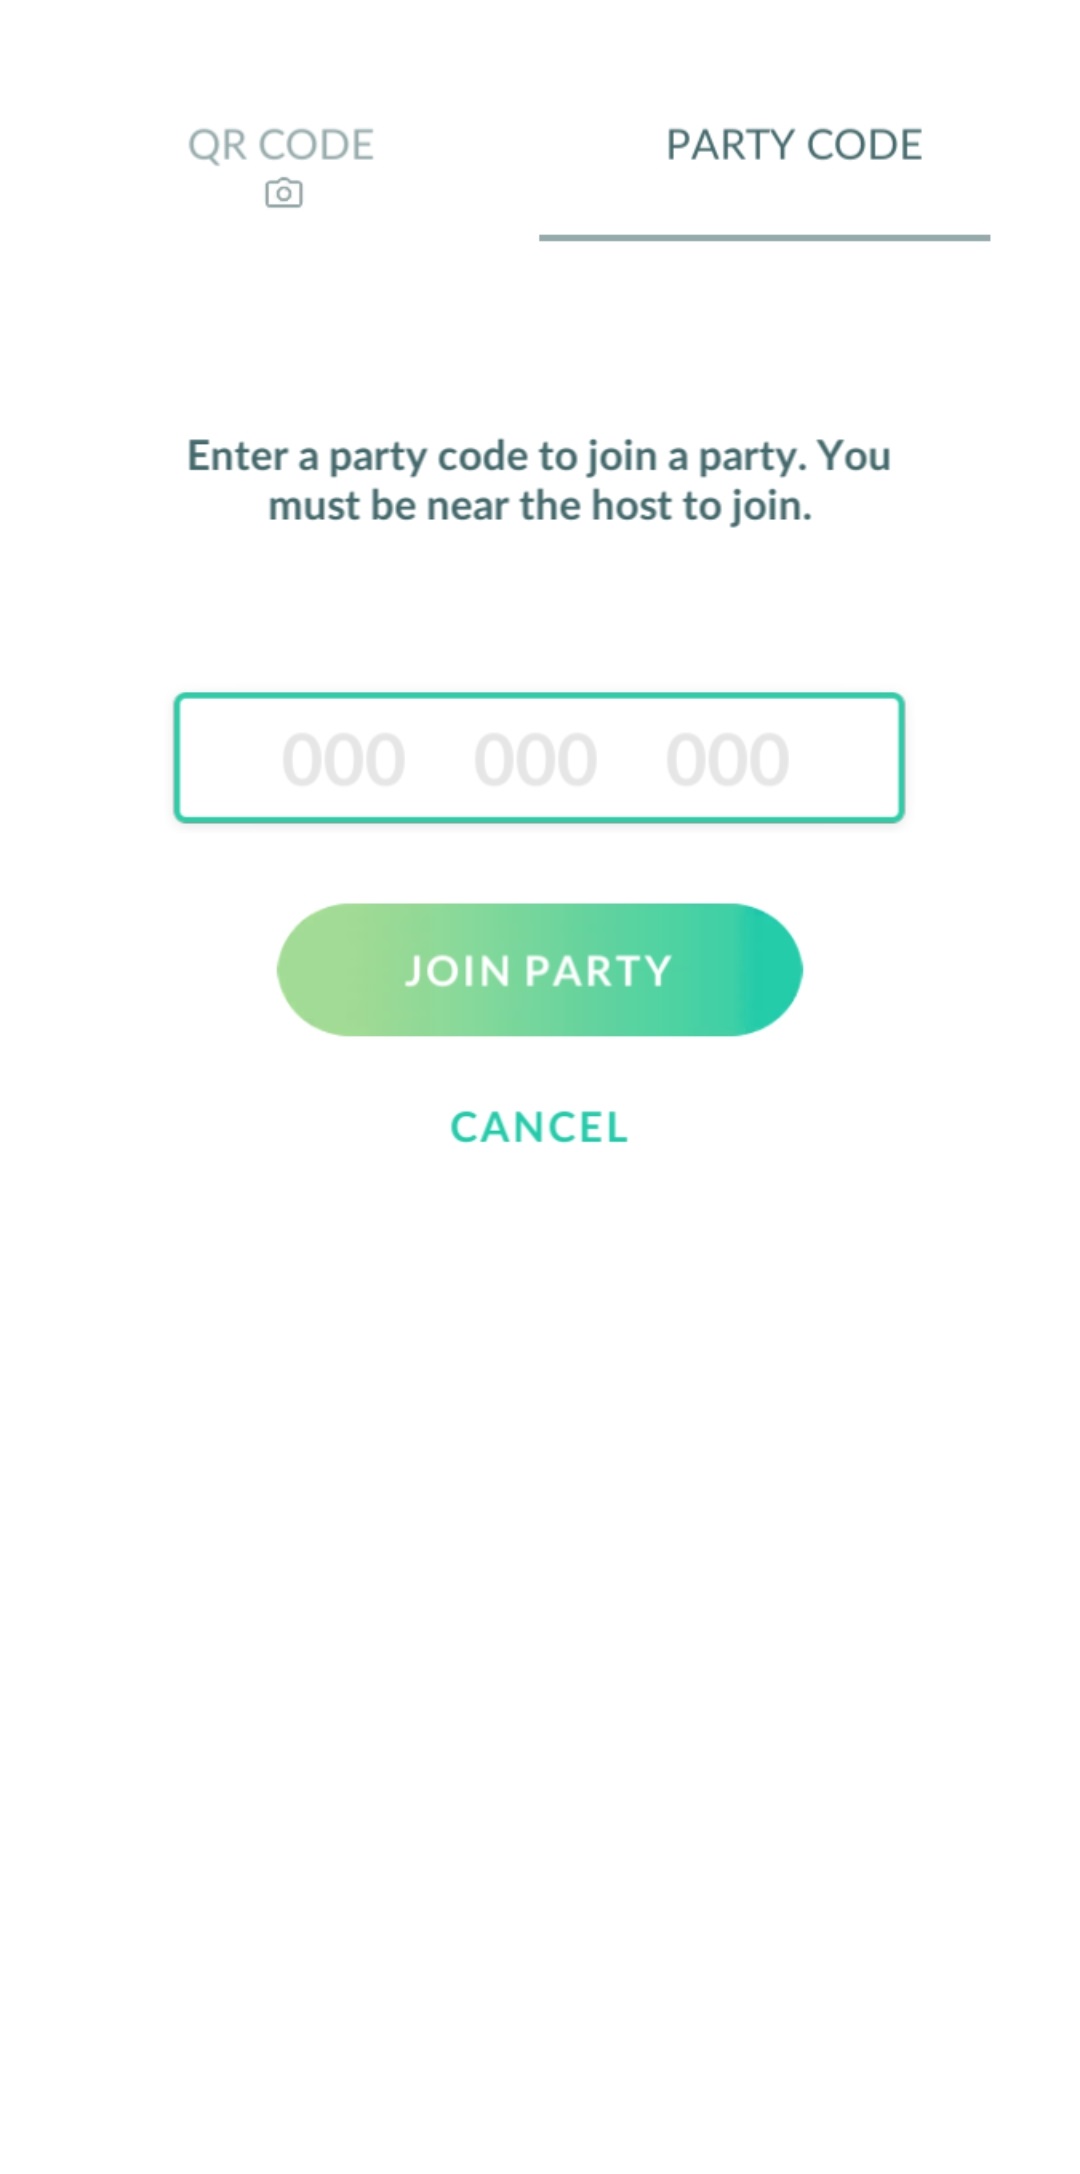 QR CODE
PARTY CODE
Enter a party code to join a party. You
must be near the host to join.
000 000 000
JOIN PARTY
CANCEL